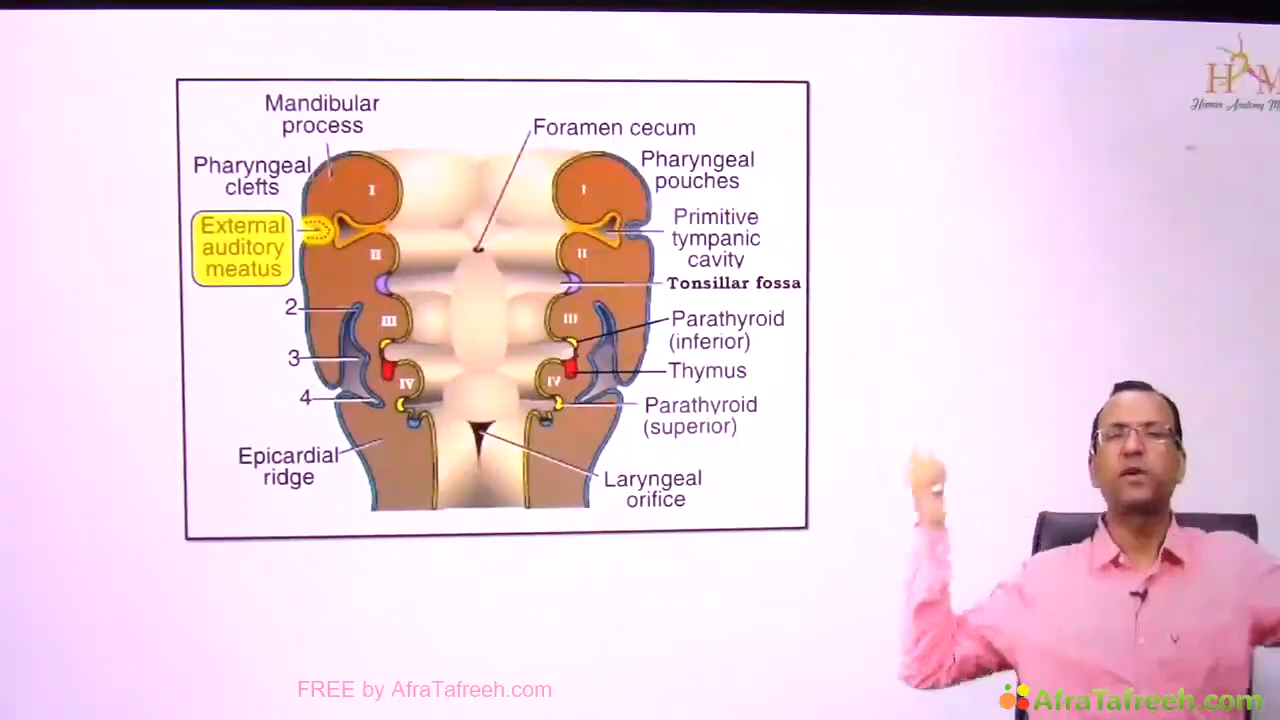 Mandibular
process
Foramen cecum
Pharyngeal
clefts
Pharyngeal
pouches
I
I
External
auditory
meatus
Primitive
tympanic
cavity
II
II
Tonsillar fossa
2
III
III
Parathyroid
(inferior)
3
Thymus
IV
IV
4
Parathyroid
(superior)
Epicardial
ridge
Laryngeal
orifice
H M
Human Anatomy M
FREE by AfraTafreeh.com
AfraTafreeh.com